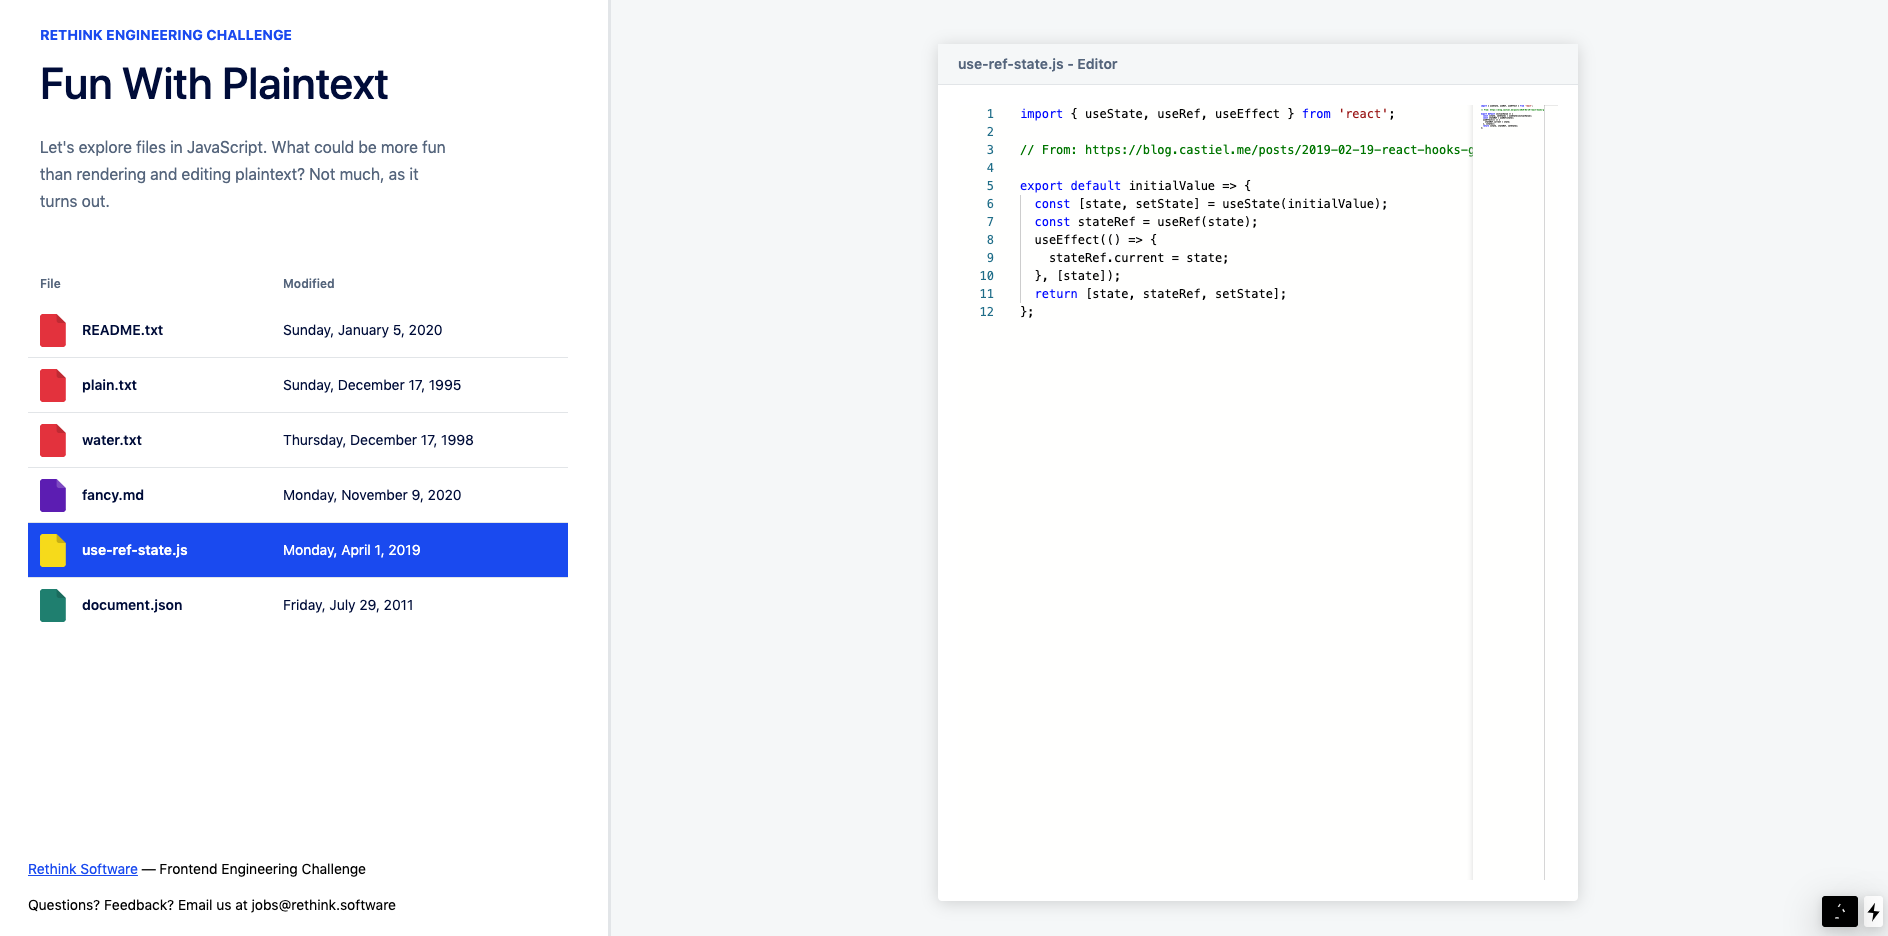 RETHINK ENGINEERING CHALLENGE
Fun With Plaintext
Let's explore files in JavaScript. What could be more fun
than rendering and editing plaintext? Not much, as it
turns out.
File Modified
README.txt Sunday, January 5, 2020
plain.txt Sunday, December 17, 1995
water.txt Thursday, December 17, 1998
fancy.md Monday, November 9, 2020
use-ref-state.js Monday, April 1, 2019
document.json Friday, July 29, 2011
Rethink Software — Frontend Engineering Challenge
Questions? Feedback? Email us at jobs@rethink.software
use-ref-state.js - Editor
1 import { useState, useRef, useEffect } from 'react';
2
3 // From: https://blog.castiel.me/posts/2019-02-19-react-hooks-g
4
5 export default initialValue => {
6   const [state, setState] = useState(initialValue);
7   const stateRef = useRef(state);
8   useEffect(() => {
9     stateRef.current = state;
10   }, [state]);
11   return [state, stateRef, setState];
12 };